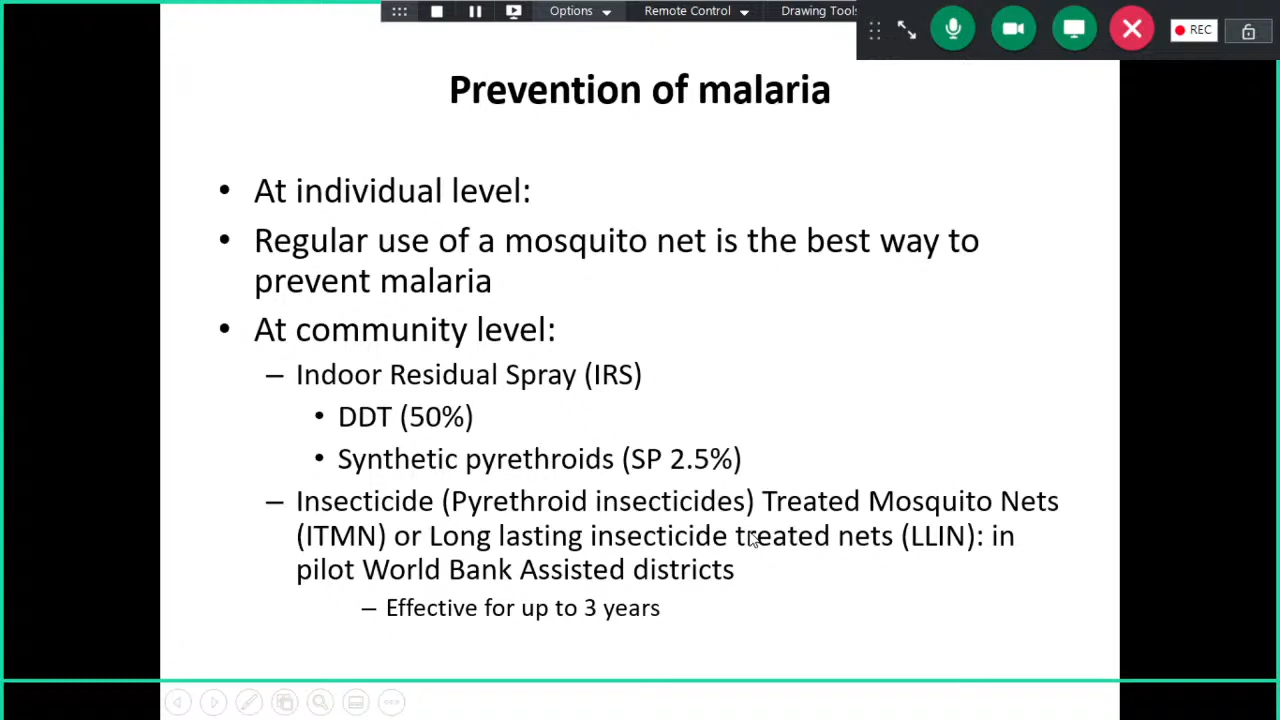 Options
Remote Control
Drawing Tools
REC
Prevention of malaria
• At individual level:
• Regular use of a mosquito net is the best way to
prevent malaria
• At community level:
– Indoor Residual Spray (IRS)
• DDT (50%)
• Synthetic pyrethroids (SP 2.5%)
– Insecticide (Pyrethroid insecticides) Treated Mosquito Nets
(ITMN) or Long lasting insecticide treated nets (LLIN): in
pilot World Bank Assisted districts
– Effective for up to 3 years